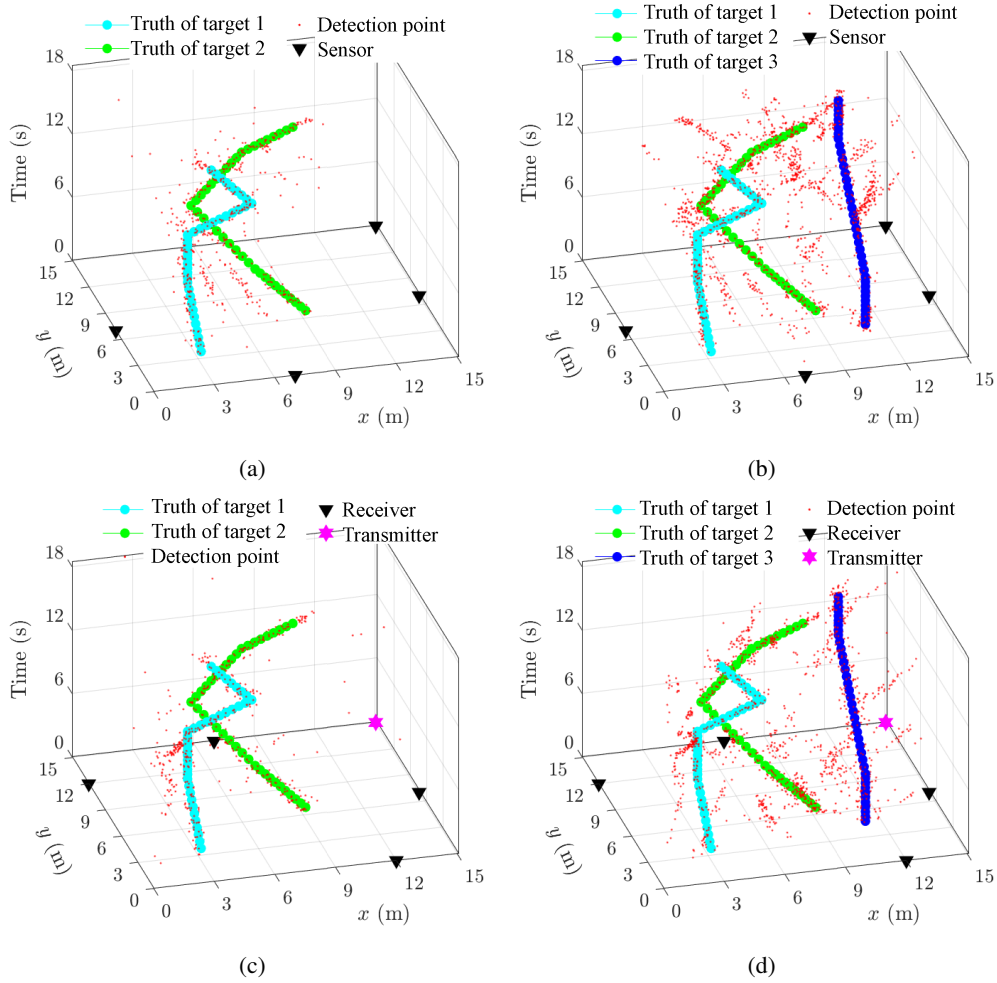 Truth of target 1
Truth of target 2
Detection point
Sensor
Time (s)
18
12
6
0
15
12
9
6
3
0
y (m)
0
3
6
9
12
15
x (m)
(a)
Truth of target 1
Truth of target 2
Truth of target 3
Detection point
Sensor
Time (s)
18
12
6
0
15
12
9
6
3
0
y (m)
0
3
6
9
12
15
x (m)
(b)
Truth of target 1
Truth of target 2
Detection point
Receiver
Transmitter
Time (s)
18
12
6
0
15
12
9
6
3
0
y (m)
0
3
6
9
12
15
x (m)
(c)
Truth of target 1
Truth of target 2
Truth of target 3
Detection point
Receiver
Transmitter
Time (s)
18
12
6
0
15
12
9
6
3
0
y (m)
0
3
6
9
12
15
x (m)
(d)